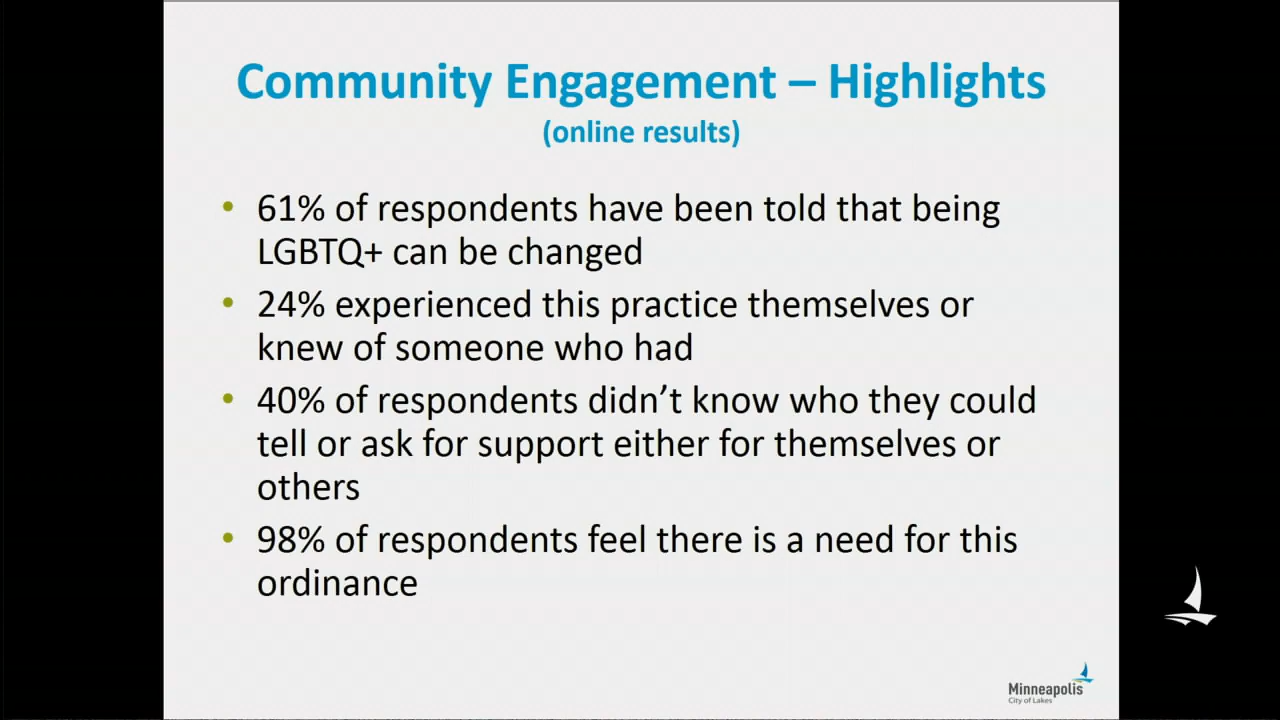 Community Engagement – Highlights
(online results)
• 61% of respondents have been told that being
LGBTQ+ can be changed
• 24% experienced this practice themselves or
knew of someone who had
• 40% of respondents didn’t know who they could
tell or ask for support either for themselves or
others
• 98% of respondents feel there is a need for this
ordinance
Minneapolis
City of Lakes